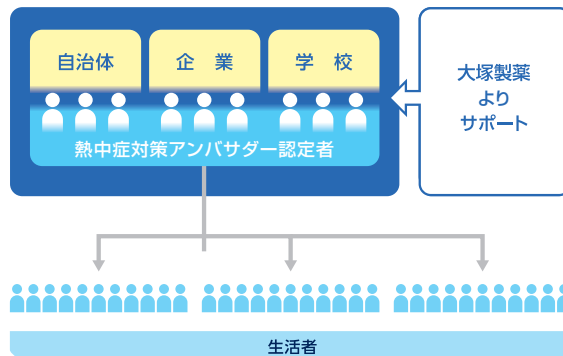 自治体
企業
学校
熱中症対策アンバサダー認定者
大塚製薬
より
サポート
生活者